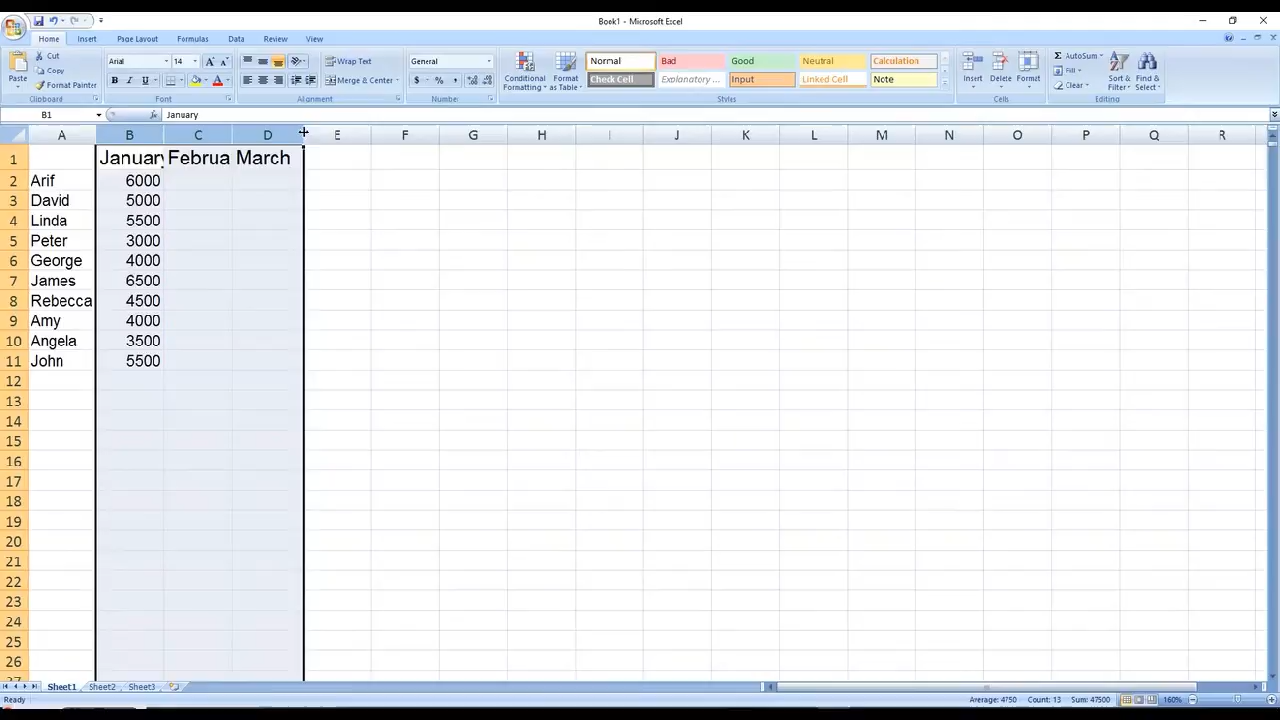 Book1 - Microsoft Excel
Home Insert Page Layout Formulas Data Review View
Paste
Cut
Copy
Format Painter
Clipboard
Arial 14
B I U
Font
Wrap Text
Merge & Center
Alignment
General
$ % ,
Number
Conditional Formatting
Format as Table
Normal Bad Good Neutral Calculation
Check Cell Explanatory ... Input Linked Cell Note
Styles
Insert Delete Format
Cells
AutoSum
Fill
Clear
Sort & Filter
Find & Select
Editing
B1 fx January
A B C D E F G H I J K L M N O P Q R
1 January Februa March
2 Arif 6000
3 David 5000
4 Linda 5500
5 Peter 3000
6 George 4000
7 James 6500
8 Rebecca 4500
9 Amy 4000
10 Angela 3500
11 John 5500
12
13
14
15
16
17
18
19
20
21
22
23
24
25
26
27
Sheet1 Sheet2 Sheet3
Ready Average: 4750 Count: 13 Sum: 47500 160%